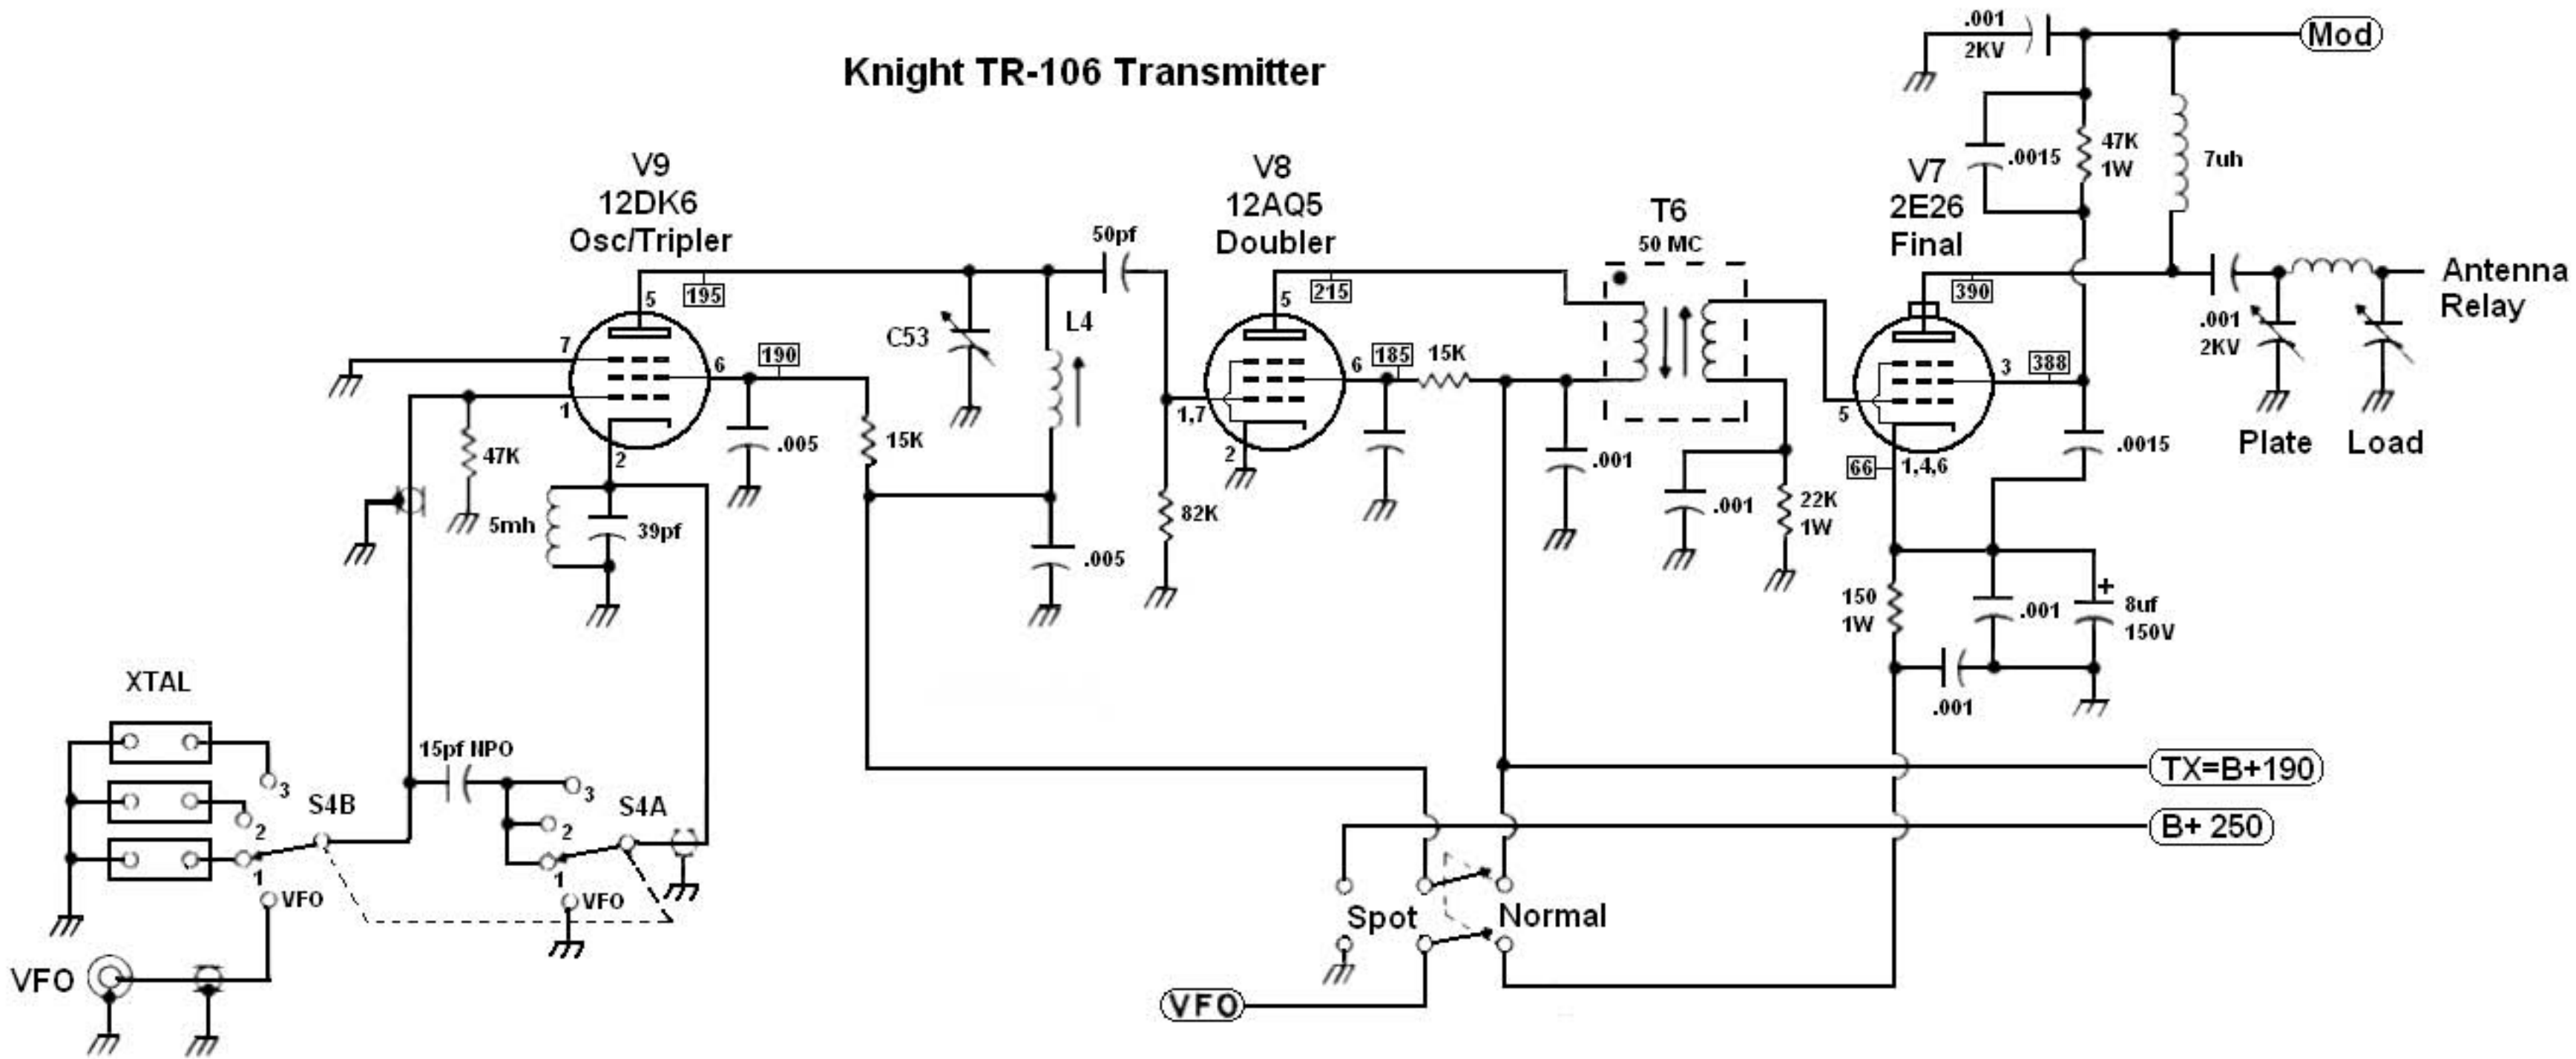 Knight TR-106 Transmitter
.001
2KV
Mod
.0015
47K
1W
7uh
V9
12DK6
Osc/Tripler
V8
12AQ5
Doubler
V7
2E26
Final
T6
50 MC
50pf
195
5
7
1
6
190
2
47K
.005
15K
C53
L4
5mh
39pf
.005
215
5
1,7
6
185
15K
2
82K
.001
.001
22K
1W
390
5
3
388
66
1,4,6
.001
2KV
Antenna
Relay
Plate
Load
.0015
150
1W
.001
8uf
150V
+
.001
XTAL
3
2
1
S4B
VFO
15pf NPO
3
2
1
S4A
VFO
VFO
TX=B+190
B+ 250
Spot
Normal
VFO